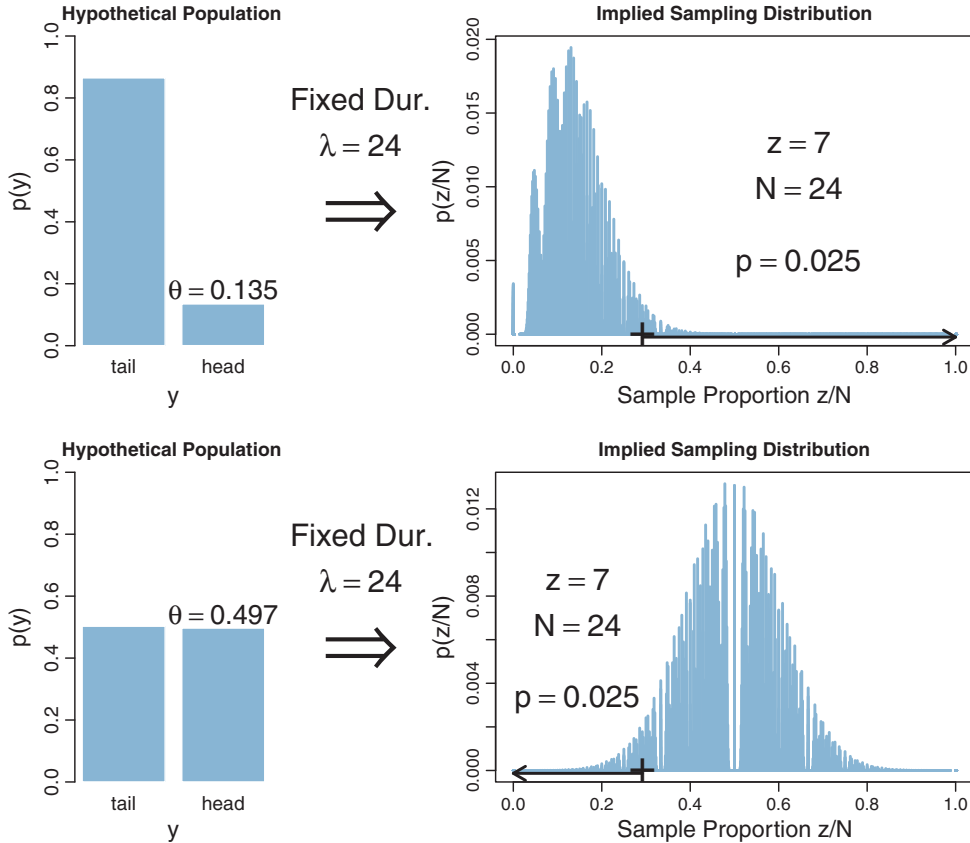 Hypothetical Population
p(y)
1.0
0.8
0.6
0.4
0.2
0.0
θ = 0.135
tail head
y
Fixed Dur.
λ = 24
Implied Sampling Distribution
p(z/N)
0.020
0.015
0.010
0.005
0.000
z = 7
N = 24
p = 0.025
0.0 0.2 0.4 0.6 0.8 1.0
Sample Proportion z/N
Hypothetical Population
p(y)
1.0
0.8
0.6
0.4
0.2
0.0
θ = 0.497
tail head
y
Fixed Dur.
λ = 24
Implied Sampling Distribution
p(z/N)
0.012
0.008
0.004
0.000
z = 7
N = 24
p = 0.025
0.0 0.2 0.4 0.6 0.8 1.0
Sample Proportion z/N